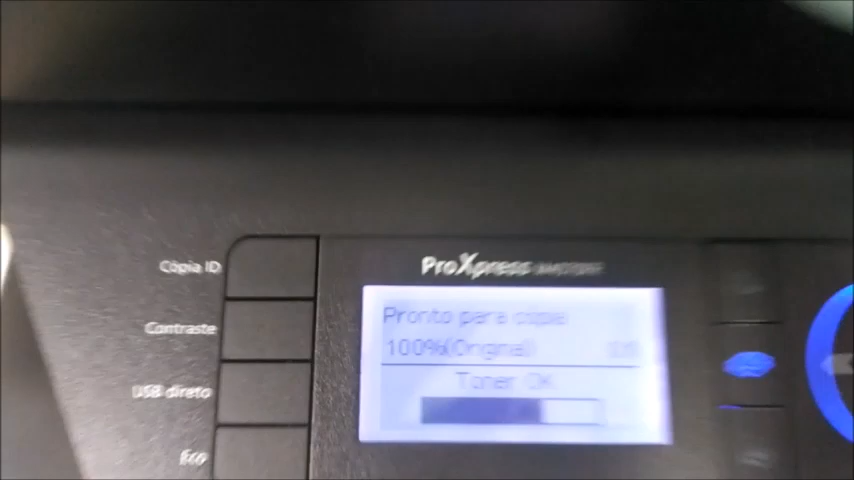 Cópia ID
ProXpress
Contraste
Pronto para cópia
100%(Original)
USB direto
Toner OK
Eco